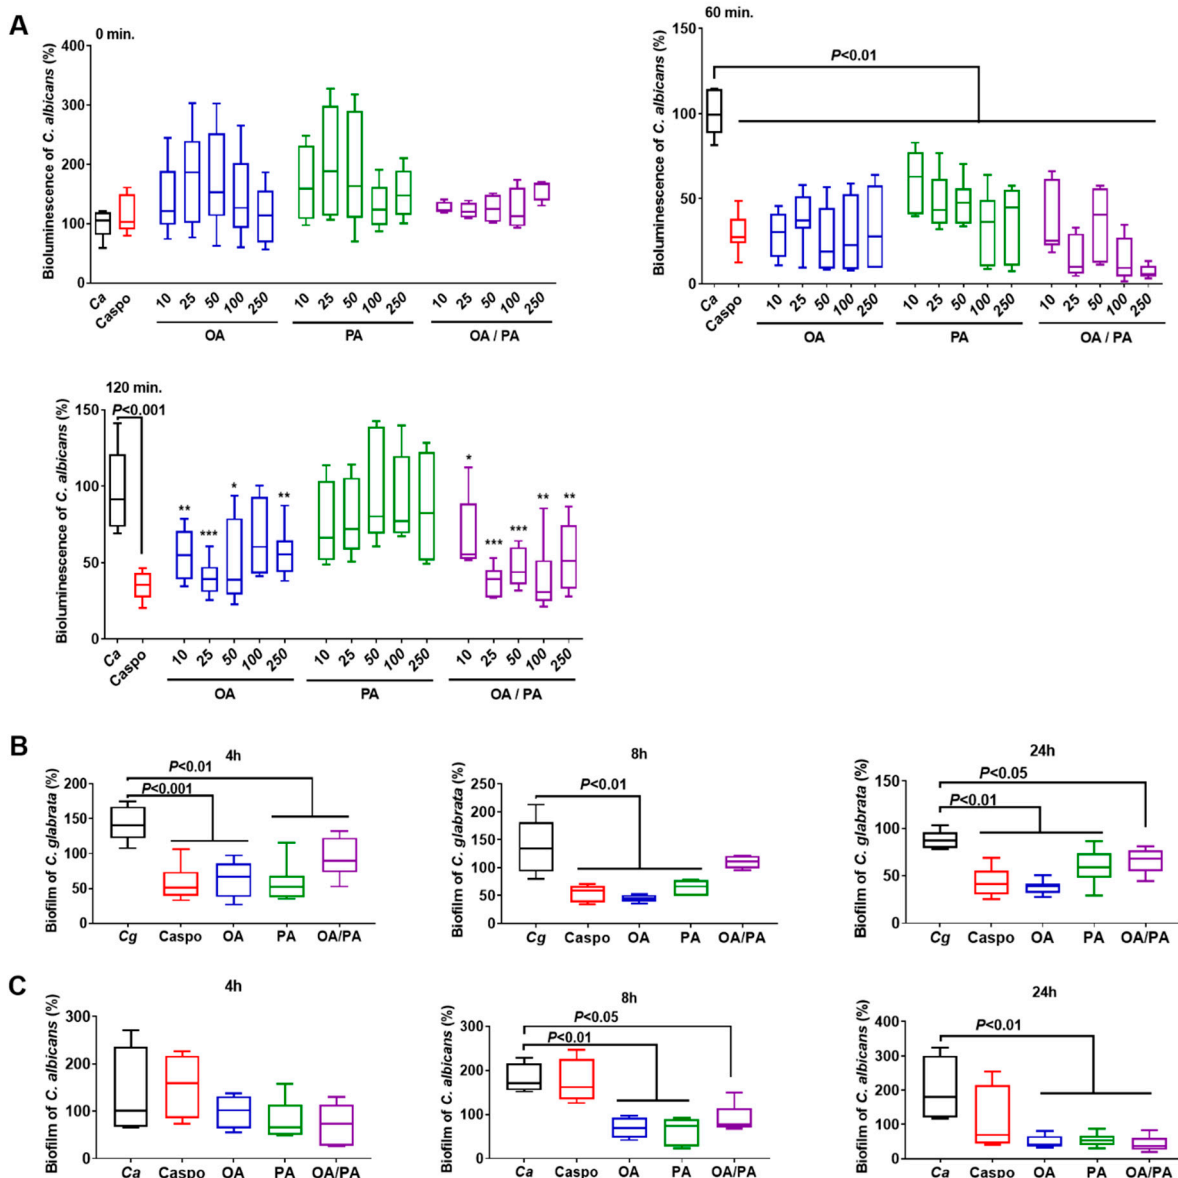 A
0 min.
Bioluminescence of C. albicans (%)
400
300
200
100
0
Ca
Caspo
10
25
50
100
250
10
25
50
100
250
10
25
50
100
250
OA
PA
OA / PA
60 min.
Bioluminescence of C. albicans (%)
150
100
50
0
P<0.01
Ca
Caspo
10
25
50
100
250
10
25
50
100
250
10
25
50
100
250
OA
PA
OA / PA
120 min.
Bioluminescence of C. albicans (%)
150
100
50
0
P<0.001
**
***
*
**
*
***
***
**
**
Ca
Caspo
10
25
50
100
250
10
25
50
100
250
10
25
50
100
250
OA
PA
OA / PA
B
4h
Biofilm of C. glabrata (%)
200
150
100
50
0
P<0.01
P<0.001
Cg
Caspo
OA
PA
OA/PA
8h
Biofilm of C. glabrata (%)
250
200
150
100
50
0
P<0.01
Cg
Caspo
OA
PA
OA/PA
24h
Biofilm of C. glabrata (%)
150
100
50
0
P<0.05
P<0.01
Cg
Caspo
OA
PA
OA/PA
C
4h
Biofilm of C. albicans (%)
300
200
100
0
Ca
Caspo
OA
PA
OA/PA
8h
Biofilm of C. albicans (%)
300
200
100
0
P<0.05
P<0.01
Ca
Caspo
OA
PA
OA/PA
24h
Biofilm of C. albicans (%)
400
300
200
100
0
P<0.01
Ca
Caspo
OA
PA
OA/PA